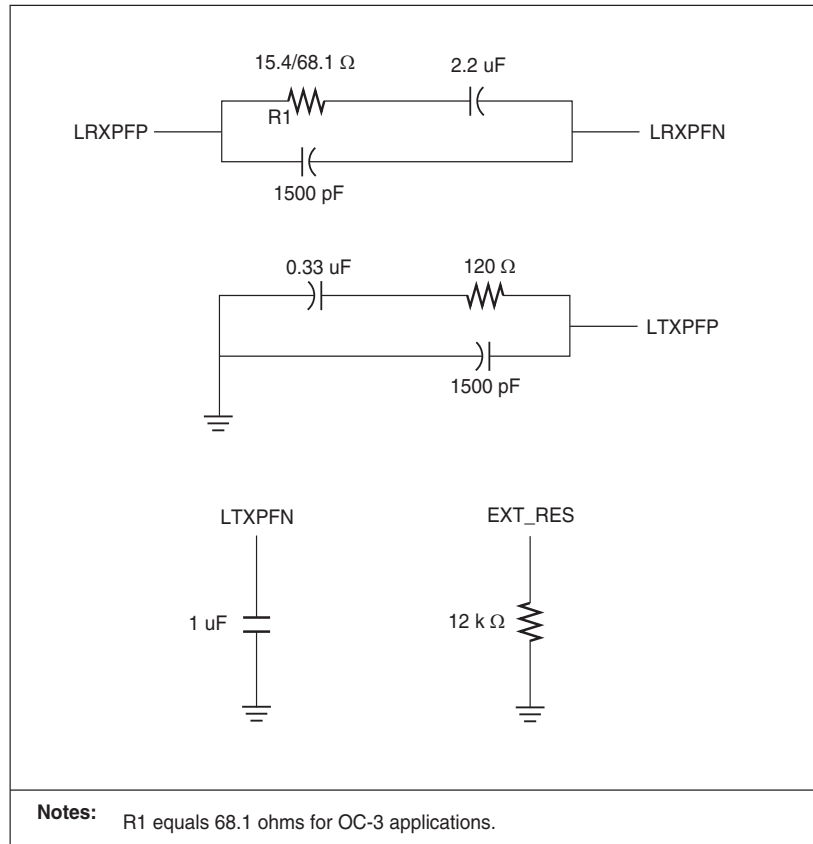 15.4/68.1 Ω
2.2 uF
R1
LRXPFP
LRXPFN
1500 pF
0.33 uF
120 Ω
LTXPFP
1500 pF
LTXPFN
EXT_RES
1 uF
12 k Ω
Notes: R1 equals 68.1 ohms for OC-3 applications.